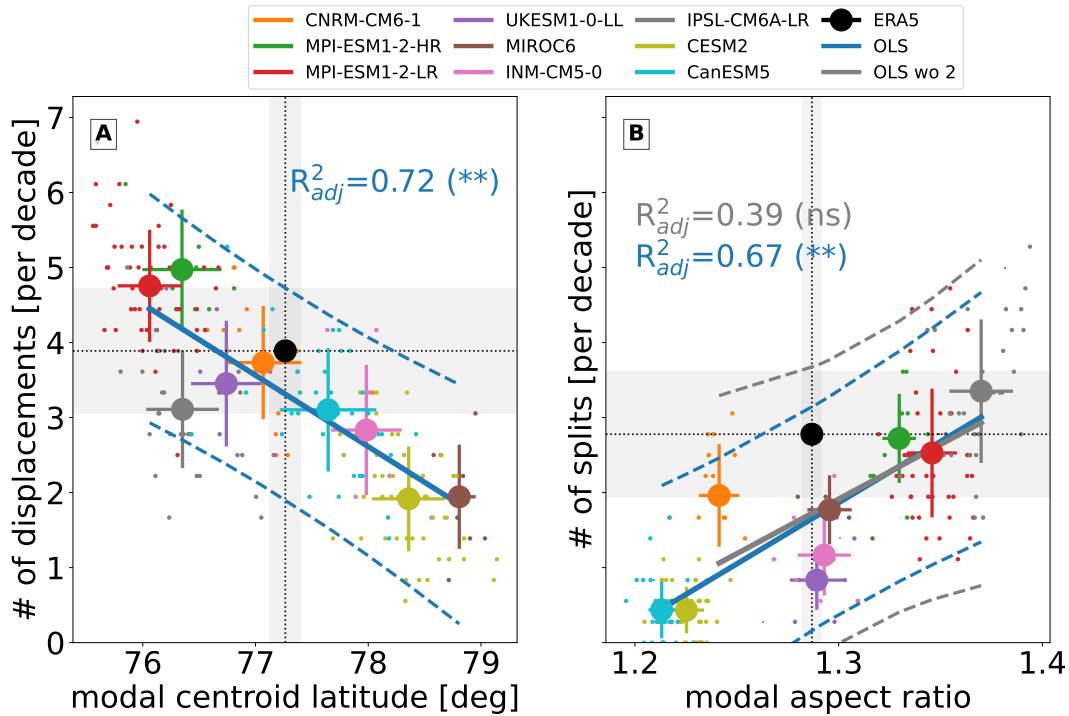 CNRM-CM6-1
MPI-ESM1-2-HR
MPI-ESM1-2-LR
UKESM1-0-LL
MIROC6
INM-CM5-0
IPSL-CM6A-LR
CESM2
CanESM5
ERA5
OLS
OLS wo 2
A
R²adj=0.72 (**)
# of displacements [per decade]
7
6
5
4
3
2
1
0
76
77
78
79
modal centroid latitude [deg]
B
R²adj=0.39 (ns)
R²adj=0.67 (**)
# of splits [per decade]
1.2
1.3
1.4
modal aspect ratio